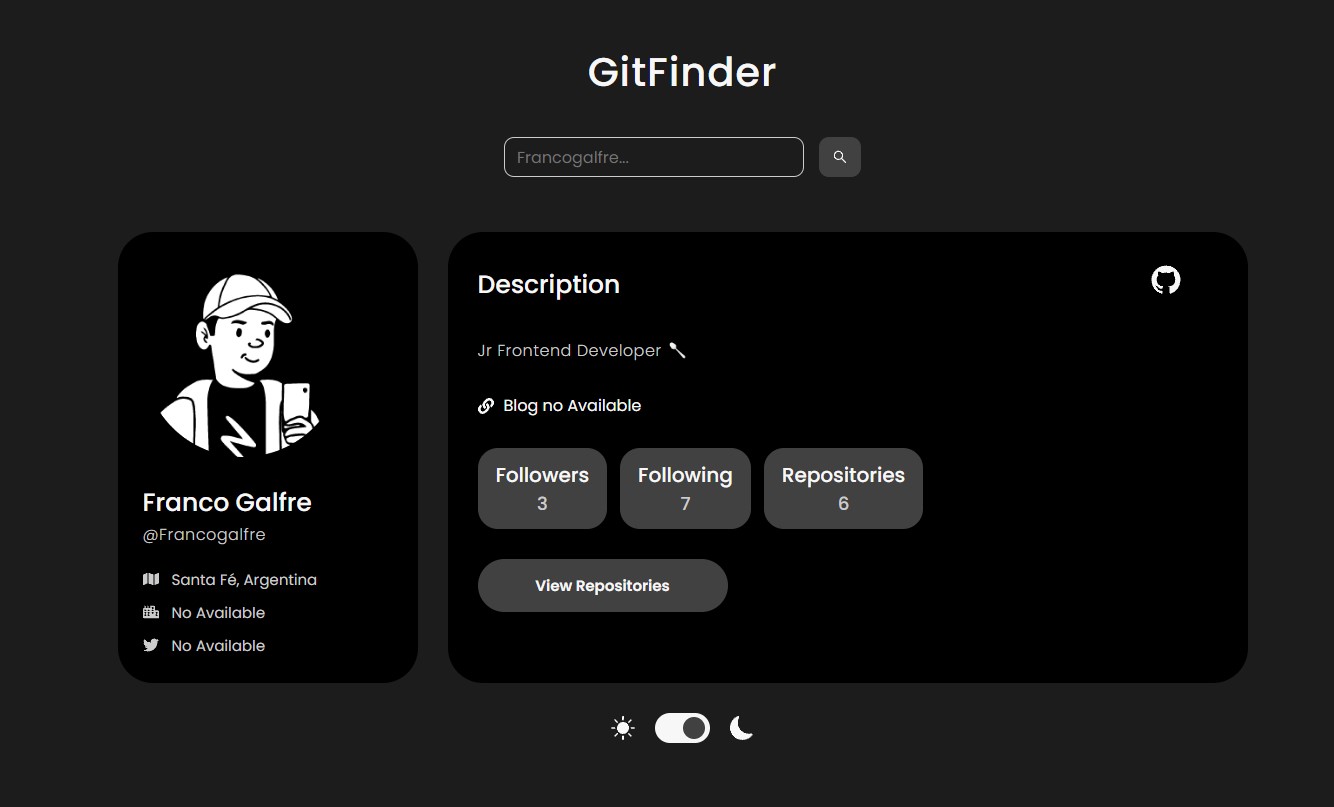 GitFinder
Francogalfre...
Description
Jr Frontend Developer
Blog no Available
Followers
3
Following
7
Repositories
6
View Repositories
Franco Galfre
@Francogalfre
Santa Fé, Argentina
No Available
No Available